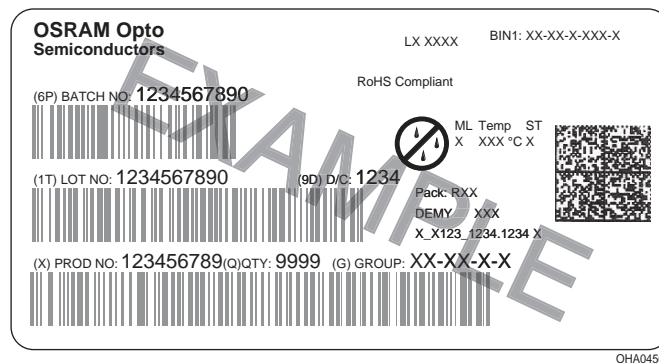 OSRAM Opto
Semiconductors
LX XXXX
BIN1: XX-XX-X-XXX-X
RoHS Compliant
(6P) BATCH NO: 1234567890
ML Temp ST
X XXX °C X
(1T) LOT NO: 1234567890 (9D) D/C: 1234
Pack: RXX
DEMY XXX
X_X123_1234.1234 X
(X) PROD NO: 123456789(Q)QTY: 9999 (G) GROUP: XX-XX-X-X
EXAMPLE